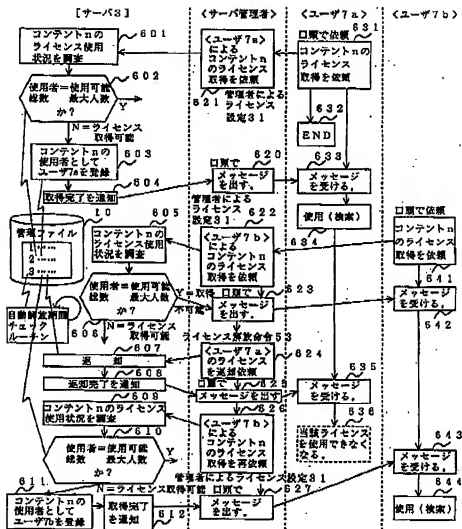 [サーバ3]
<サーバ管理者>
<ユーザ7a>
<ユーザ7b>
601
コンテントnの
ライセンス使用
状況を調査
<ユーザ7a>
による
コンテントn
のライセンス
取得を依頼
621
管理者による
ライセンス
設定31
口頭で依頼
631
コンテントnの
ライセンス
取得を依頼
602
使用者=使用可能
総数 最大人数
か?
Y
N=ライセンス
取得可能
632
END
603
コンテントnの
使用者として
ユーザ7aを登録
604
取得完了を通知
口頭で
620
メッセージ
を出す。
633
メッセージ
を受ける。
管理者による
ライセンス
設定31
622
使用(検索)
634
管理ファイル
1……
2……
3……
10
605
コンテントnの
ライセンス使用
状況を調査
<ユーザ7b>
による
コンテントn
のライセンス
取得を依頼
口頭で依頼
コンテントn
のライセンス
取得を依頼
641
使用者=使用可能
総数 最大人数
か?
Y=取得
不可能
口頭で
623
メッセージ
を出す。
メッセージ
を受ける。
642
自動解放期間
チェック
ルーチン
606
N=ライセンス
取得可能
ライセンス解放命令53
607
返却
624
<ユーザ7a>
の
ライセンス
返却依頼
635
608
返却完了を通知
口頭で
625
メッセージを出す
メッセージ
を受ける。
609
コンテントnのライセンス
使用状況を調査
626
<ユーザ7b>
による
コンテントn
のライセンス
取得を再依頼
636
当該ライセンス
を使用できなく
なる。
610
使用者=使用可能
総数 最大人数
か?
Y
643
メッセージ
を受ける。
611
N=ライセンス取得可能
管理者によるライセンス設定31
口頭で
627
コンテントnの使用者
としてユーザ7bを登録
取得完了
を通知
612
メッセージ
を出す。
644
使用(検索)